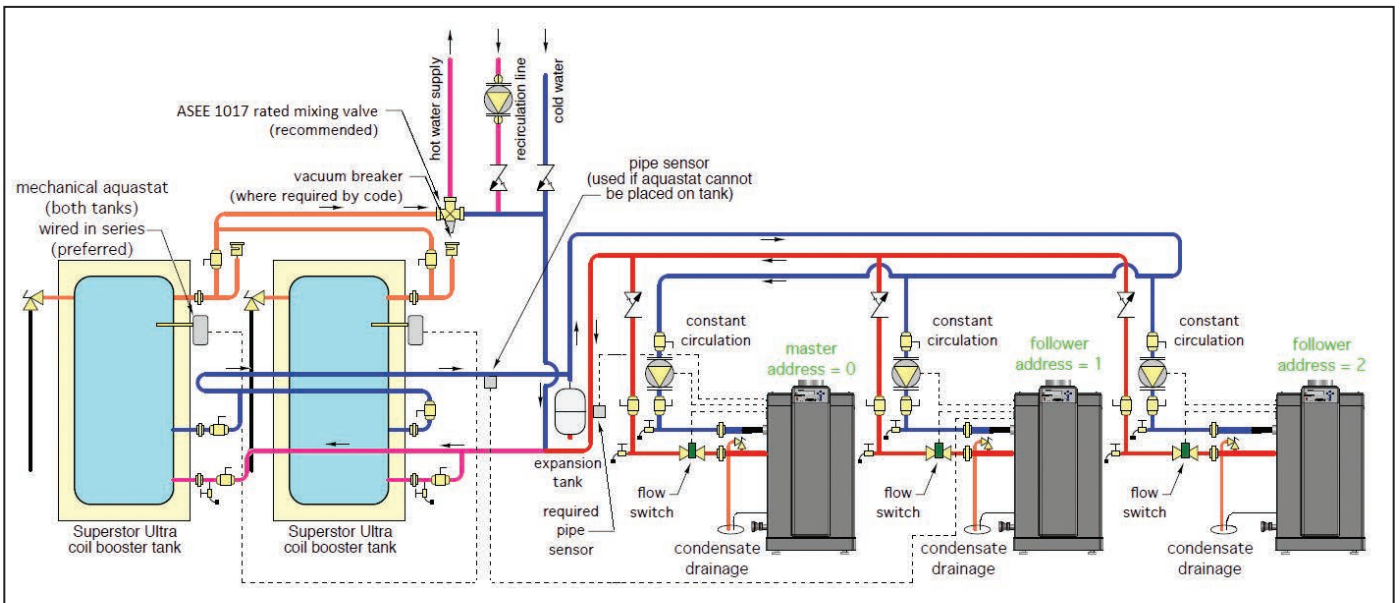 hot water supply
recirculation line
cold water
ASEE 1017 rated mixing valve
(recommended)
vacuum breaker
(where required by code)
mechanical aquastat
(both tanks)
wired in series
(preferred)
pipe sensor
(used if aquastat cannot
be placed on tank)
constant
circulation
master
address = 0
constant
circulation
follower
address = 1
constant
circulation
follower
address = 2
expansion
tank
required
pipe
sensor
flow
switch
condensate
drainage
flow
switch
condensate
drainage
flow
switch
condensate
drainage
Superstor Ultra
coil booster tank
Superstor Ultra
coil booster tank